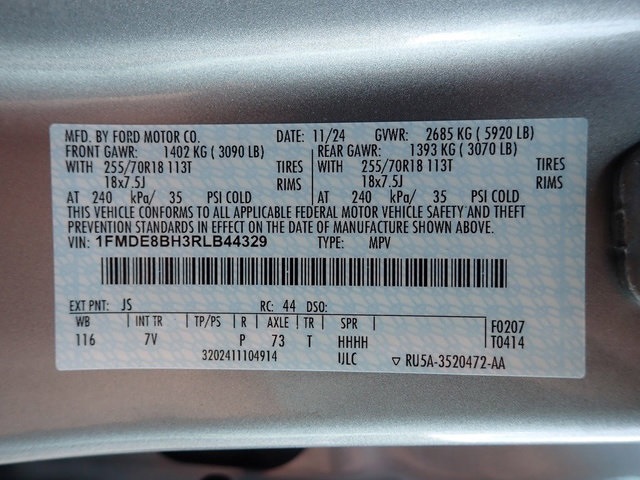 MFD. BY FORD MOTOR CO. DATE: 11/24 GVWR: 2685 KG ( 5920 LB)
FRONT GAWR: 1402 KG ( 3090 LB) REAR GAWR: 1393 KG ( 3070 LB)
WITH 255/70R18 113T TIRES WITH 255/70R18 113T TIRES
18x7.5J RIMS 18x7.5J RIMS
AT 240 kPa/ 35 PSI COLD AT 240 kPa/ 35 PSI COLD
THIS VEHICLE CONFORMS TO ALL APPLICABLE FEDERAL MOTOR VEHICLE SAFETY AND THEFT
PREVENTION STANDARDS IN EFFECT ON THE DATE OF MANUFACTURE SHOWN ABOVE.
VIN: 1FMDE8BH3RLB44329 TYPE: MPV
EXT PNT: JS RC: 44 DSO:
WB INT TR TP/PS R AXLE TR SPR F0207
116 7V P 73 T HHHH T0414
3202411104914 ULC ▽ RU5A-3520472-AA